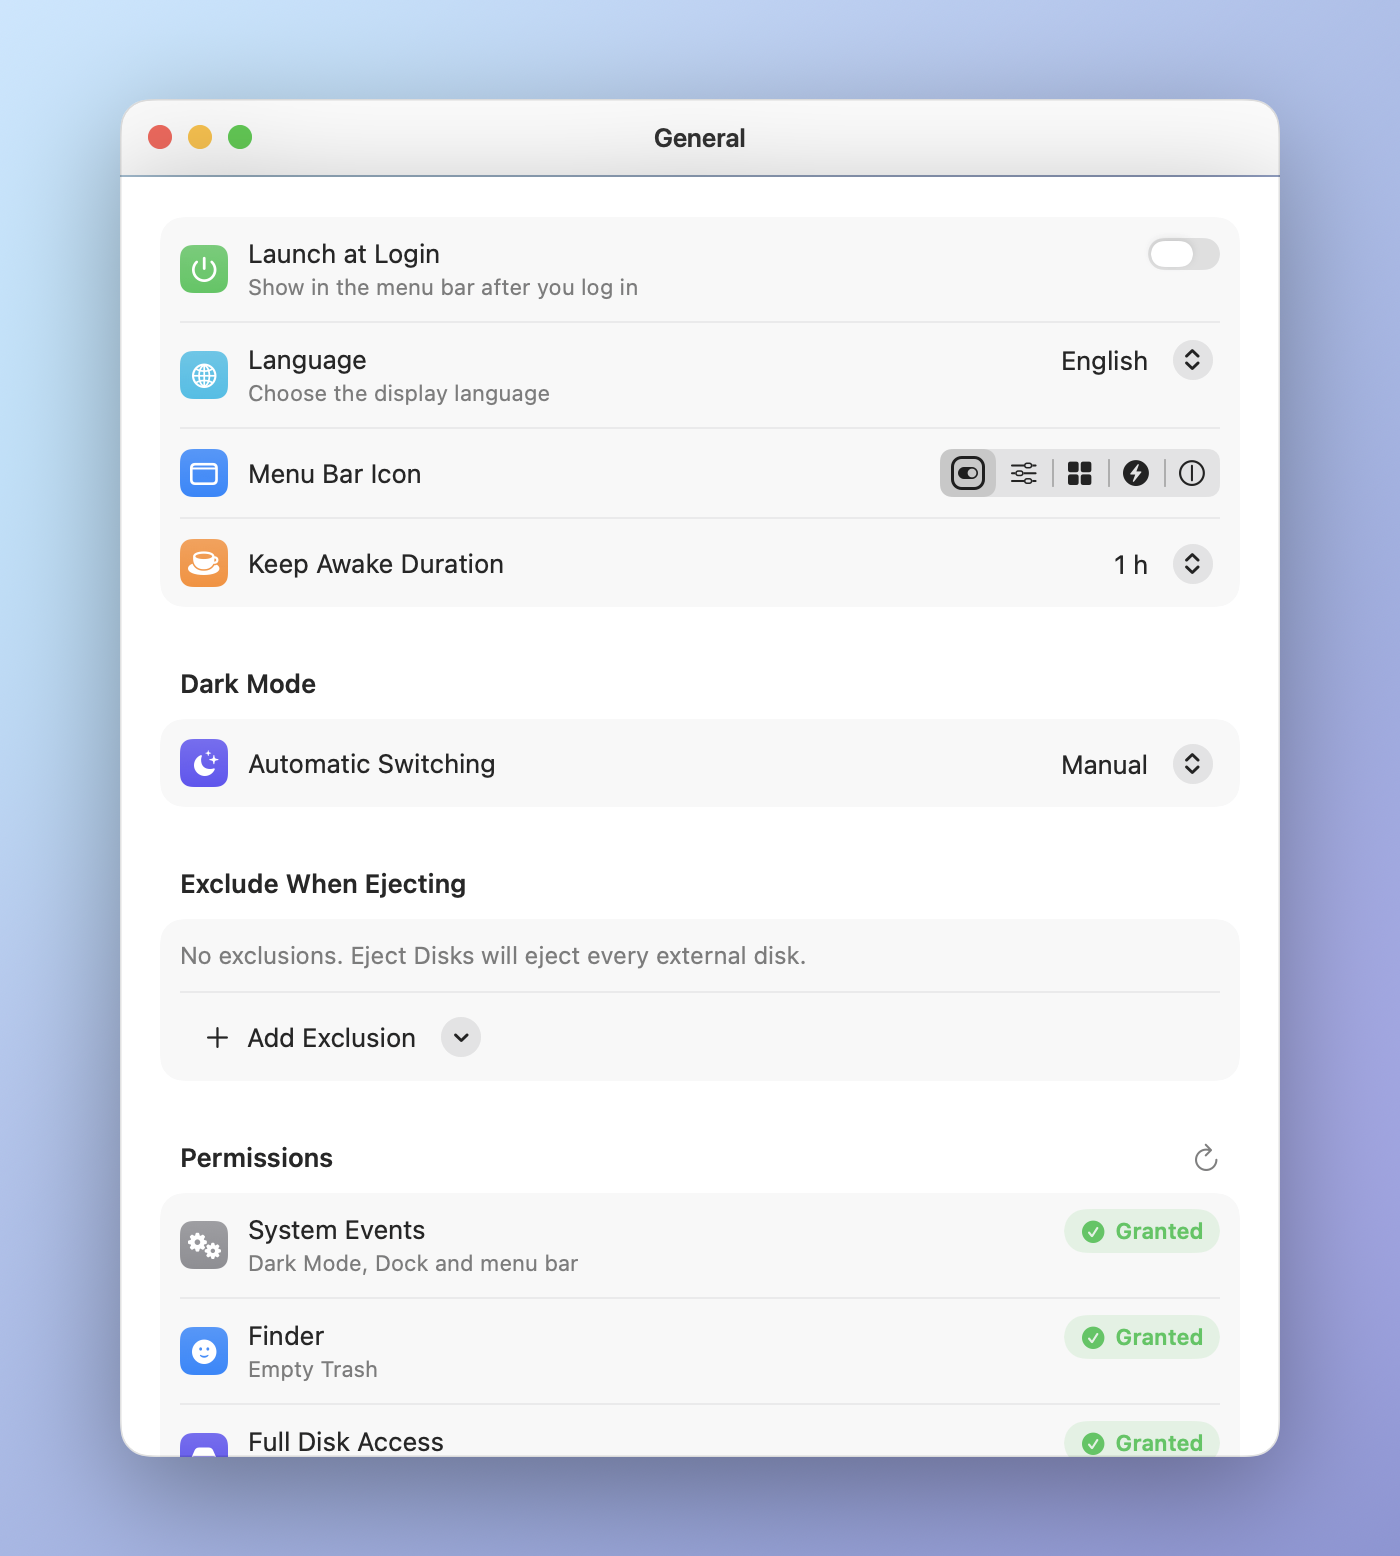 General
Launch at Login
Show in the menu bar after you log in
Language
English
Choose the display language
Menu Bar Icon
Keep Awake Duration
1 h
Dark Mode
Automatic Switching
Manual
Exclude When Ejecting
No exclusions. Eject Disks will eject every external disk.
Add Exclusion
Permissions
System Events
Granted
Dark Mode, Dock and menu bar
Finder
Granted
Empty Trash
Full Disk Access
Granted